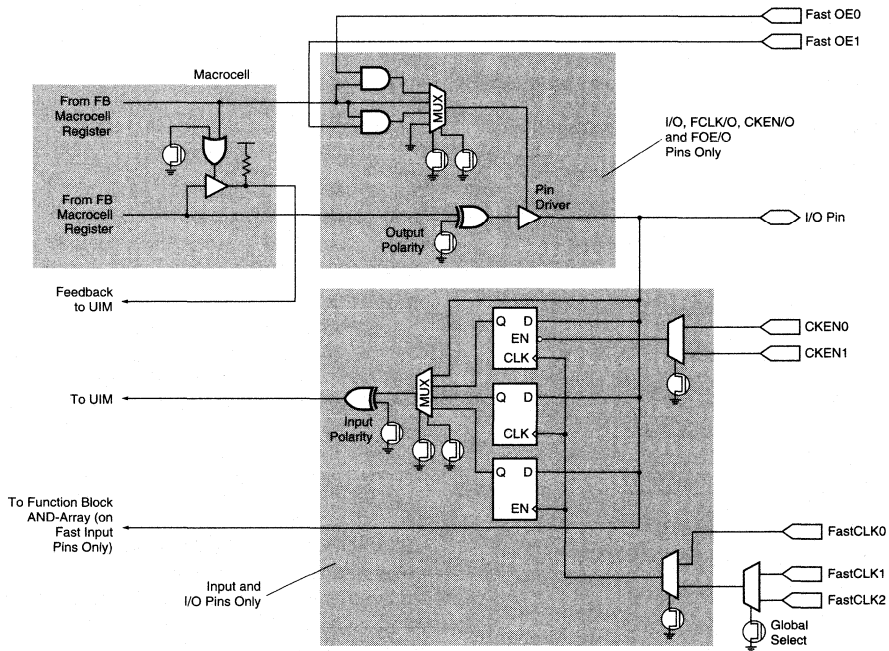 Fast OE0
Fast OE1
Macrocell
From FB
Macrocell
Register
MUX
I/O, FCLK/O, CKEN/O
and FOE/O
Pins Only
From FB
Macrocell
Register
Pin
Driver
Output
Polarity
I/O Pin
Feedback
to UIM
Q D
EN
CLK
CKEN0
CKEN1
To UIM
MUX
Input
Polarity
Q D
CLK
Q D
EN
To Function Block
AND-Array (on
Fast Input
Pins Only)
FastCLK0
FastCLK1
FastCLK2
Input and
I/O Pins Only
Global
Select